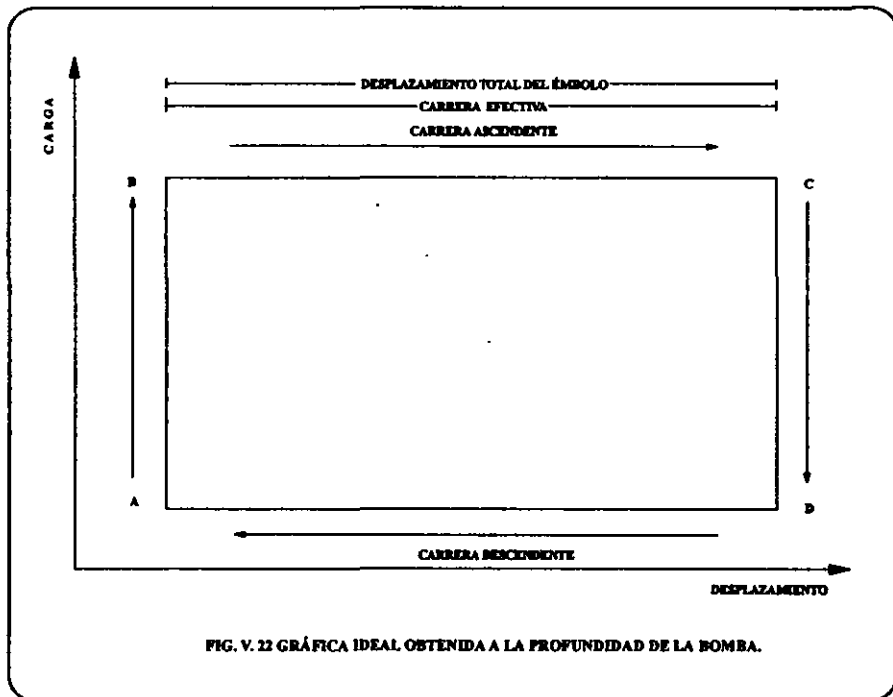 CARGA
DESPLAZAMIENTO TOTAL DEL ÉMBOLO
CARRERA EFECTIVA
CARRERA ASCENDENTE
B
C
A
D
CARRERA DESCENDENTE
DESPLAZAMIENTO
FIG. V. 22 GRÁFICA IDEAL OBTENIDA A LA PROFUNDIDAD DE LA BOMBA.